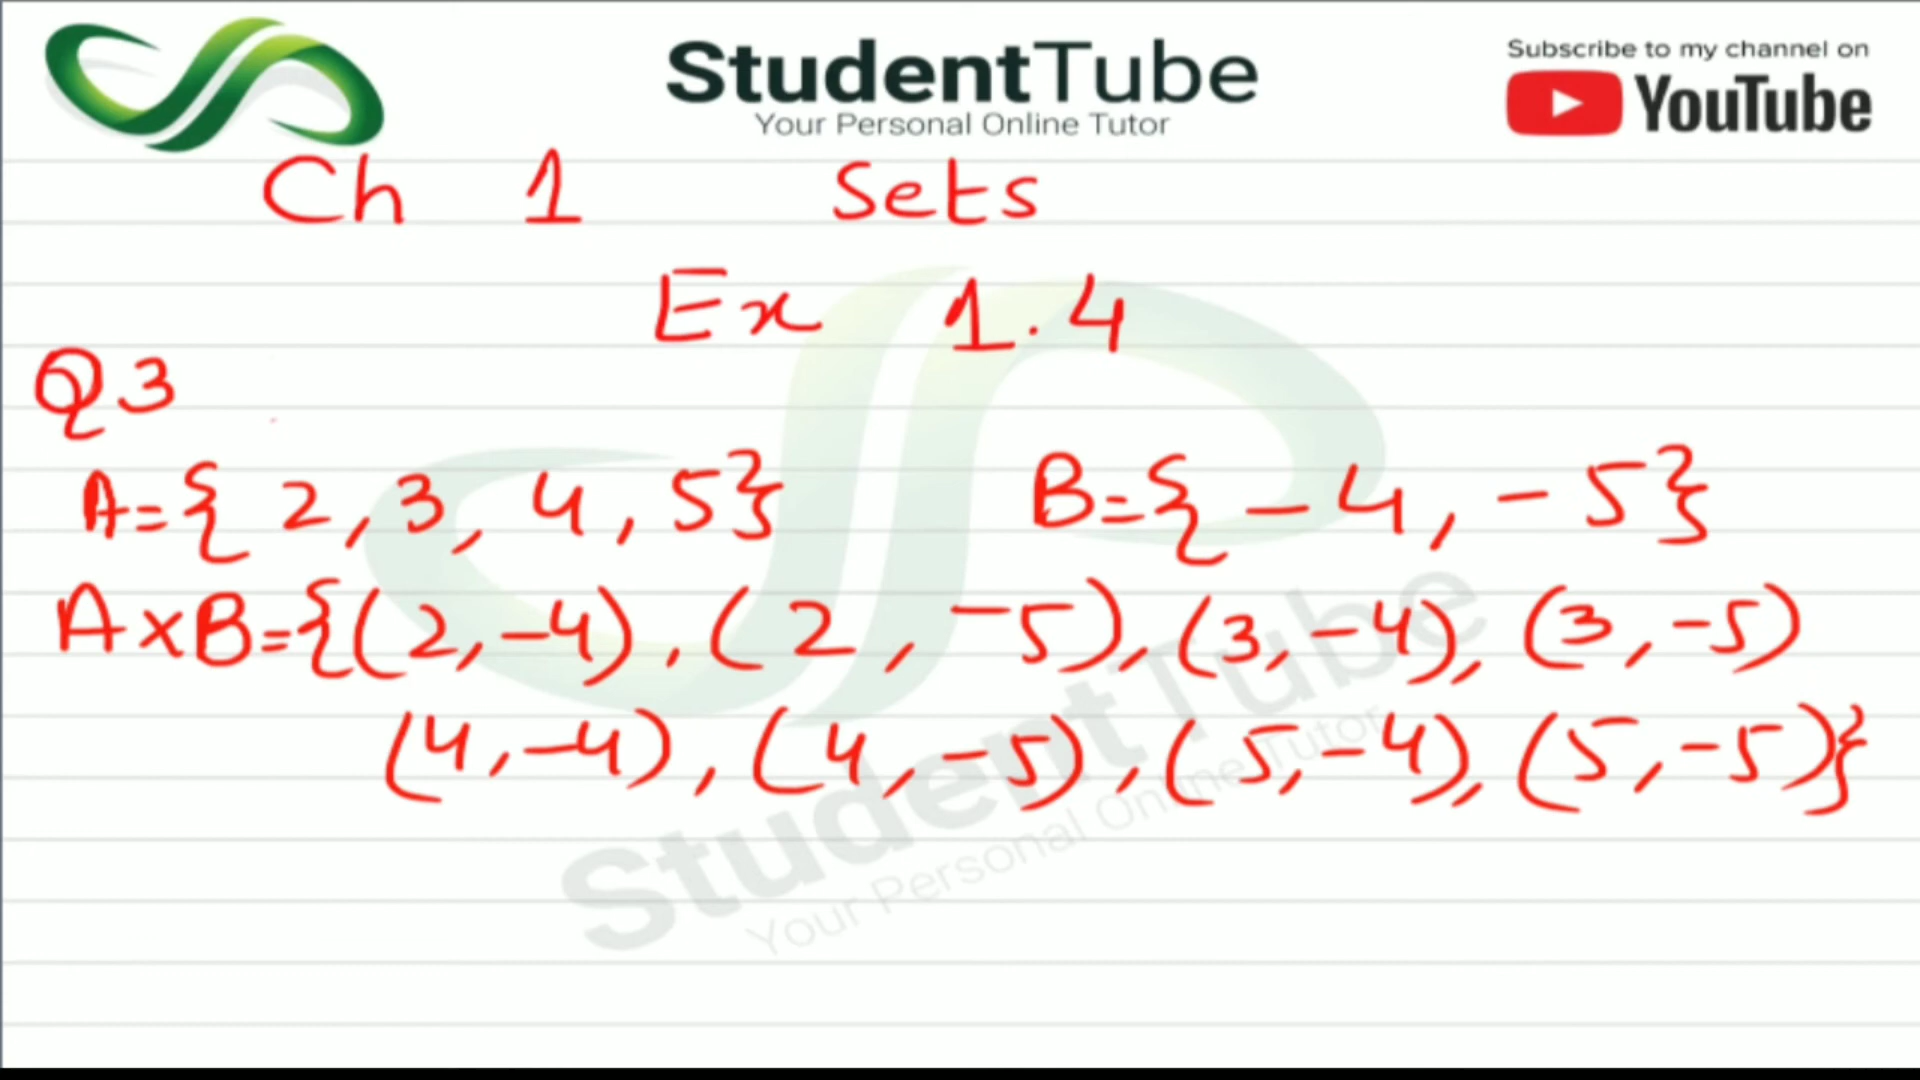 StudentTube
Your Personal Online Tutor
Subscribe to my channel on
YouTube
Ch 1 Sets
Ex 1.4
Q3
A={ 2, 3, 4, 5} B={ -4, -5}
A×B={(2,-4), (2, -5), (3,-4), (3,-5)
(4,-4), (4,-5), (5,-4), (5,-5)}
StudentTube
Your Personal Online Tutor